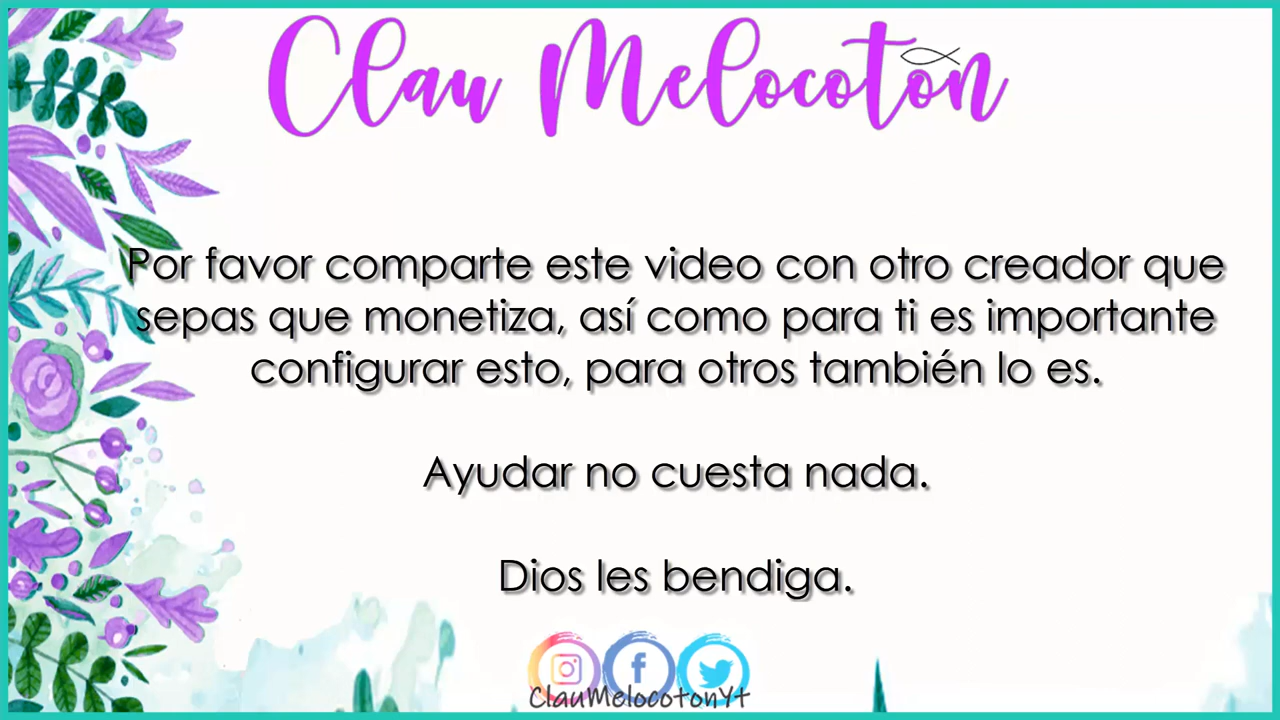 Clau Melocoton
Por favor comparte este video con otro creador que
sepas que monetiza, así como para ti es importante
configurar esto, para otros también lo es.
Ayudar no cuesta nada.
Dios les bendiga.
ClauMelocotonYt